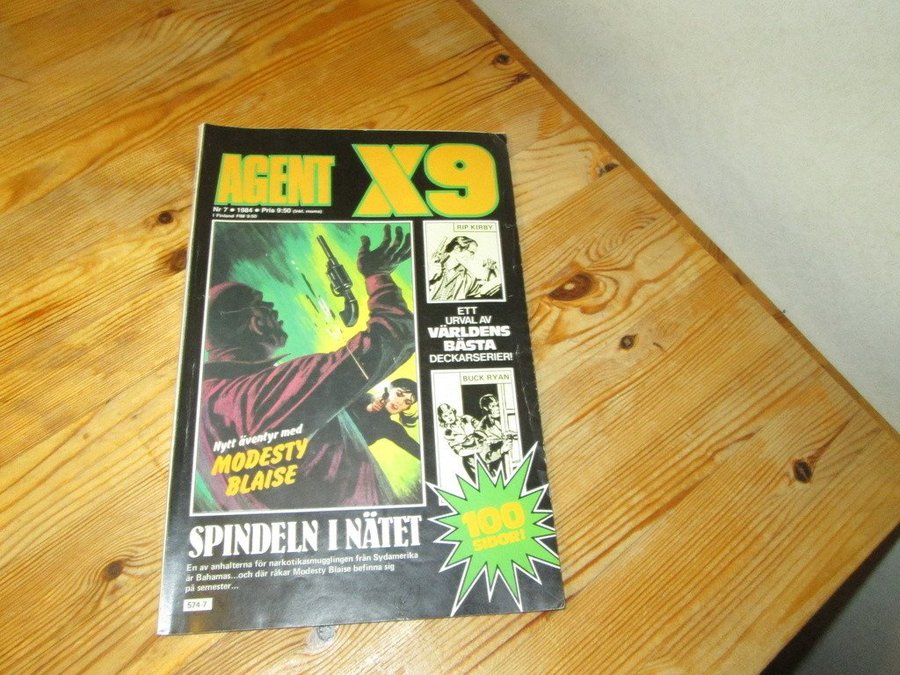 AGENT X9
Nr 7 • 1984 • Pris 9:50 (inkl. moms)
I Finland FIM 9:50
RIP KIRBY
ETT
URVAL AV
VÄRLDENS
BÄSTA
DECKARSERIER!
BUCK RYAN
Nytt äventyr med
MODESTY
BLAISE
100
SIDOR!
SPINDELN I NÄTET
En av anhalterna för narkotikasmugglingen från Sydamerika
är Bahamas...och där råkar Modesty Blaise befinna sig
på semester...
574 7